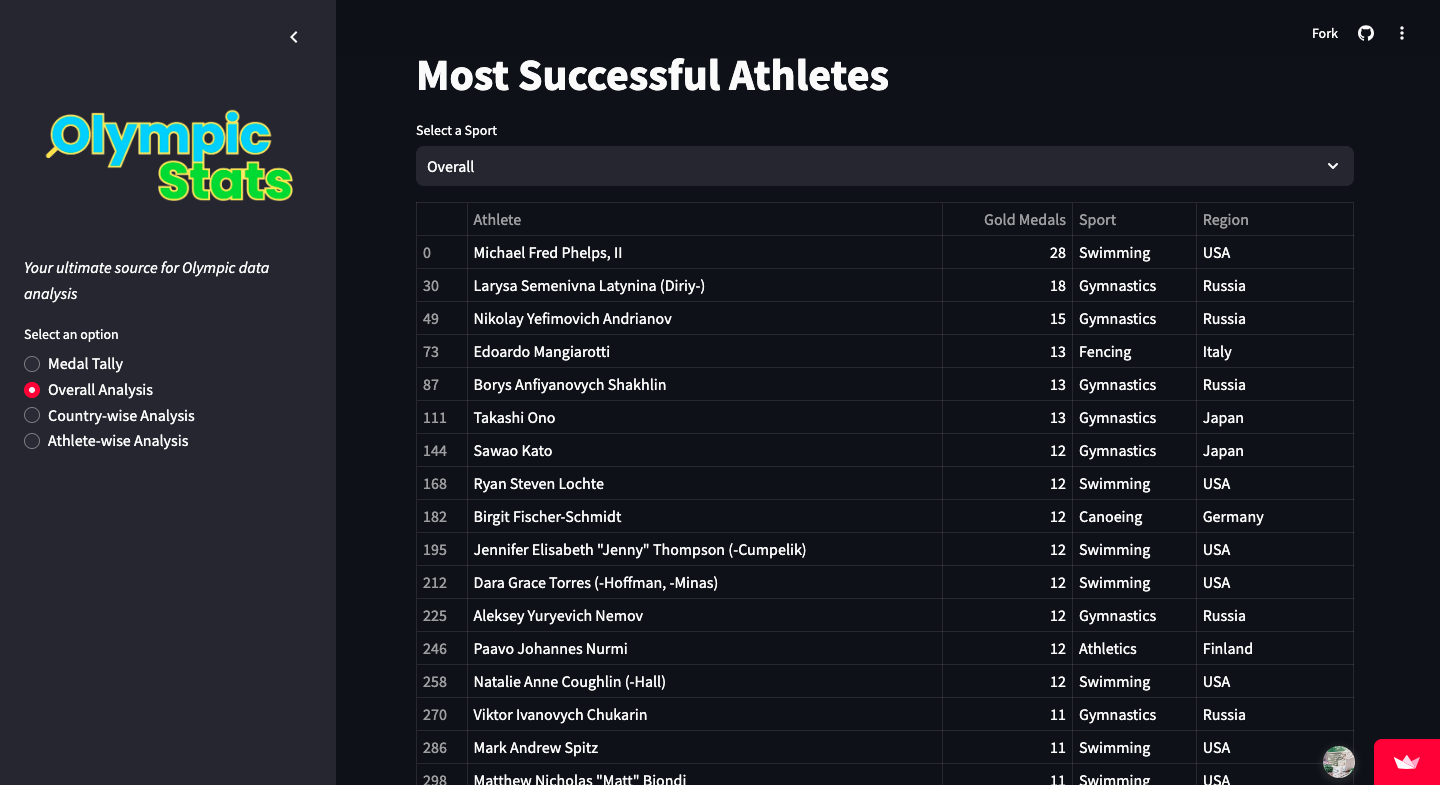 Fork
Olympic
Stats
Your ultimate source for Olympic data
analysis
Select an option
Medal Tally
Overall Analysis
Country-wise Analysis
Athlete-wise Analysis
Most Successful Athletes
Select a Sport
Overall
Athlete Gold Medals Sport Region
0 Michael Fred Phelps, II 28 Swimming USA
30 Larysa Semenivna Latynina (Diriy-) 18 Gymnastics Russia
49 Nikolay Yefimovich Andrianov 15 Gymnastics Russia
73 Edoardo Mangiarotti 13 Fencing Italy
87 Borys Anfiyanovych Shakhlin 13 Gymnastics Russia
111 Takashi Ono 13 Gymnastics Japan
144 Sawao Kato 12 Gymnastics Japan
168 Ryan Steven Lochte 12 Swimming USA
182 Birgit Fischer-Schmidt 12 Canoeing Germany
195 Jennifer Elisabeth "Jenny" Thompson (-Cumpelik) 12 Swimming USA
212 Dara Grace Torres (-Hoffman, -Minas) 12 Swimming USA
225 Aleksey Yuryevich Nemov 12 Gymnastics Russia
246 Paavo Johannes Nurmi 12 Athletics Finland
258 Natalie Anne Coughlin (-Hall) 12 Swimming USA
270 Viktor Ivanovych Chukarin 11 Gymnastics Russia
286 Mark Andrew Spitz 11 Swimming USA
298 Matthew Nicholas "Matt" Biondi 11 Swimming USA